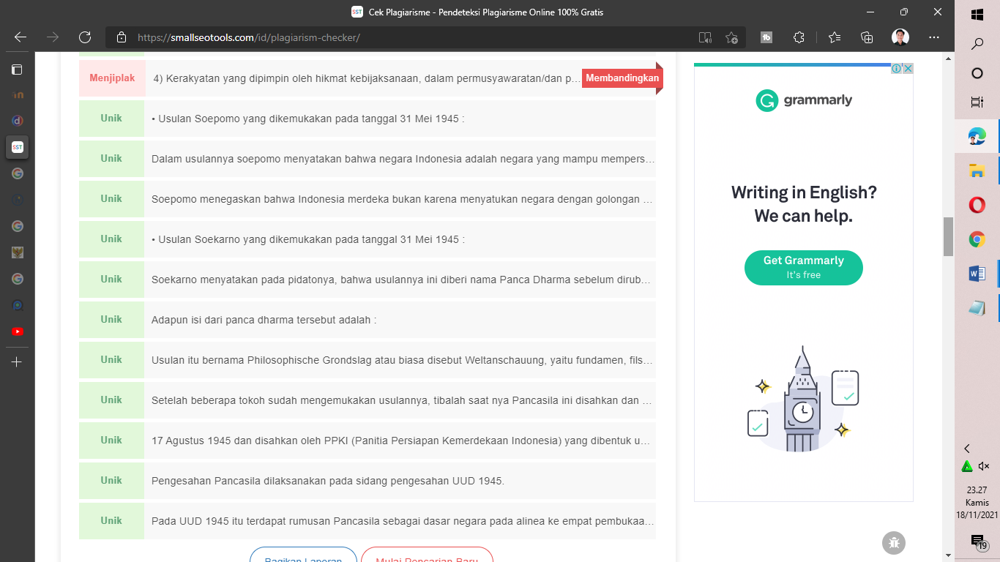 SST Cek Plagiarisme - Pendeteksi Plagiarisme Online 100% Gratis
https://smallseotools.com/id/plagiarism-checker/
Menjiplak 4) Kerakyatan yang dipimpin oleh hikmat kebijaksanaan, dalam permusyawaratan/dan p... Membandingkan
Unik • Usulan Soepomo yang dikemukakan pada tanggal 31 Mei 1945 :
Unik Dalam usulannya soepomo menyatakan bahwa negara Indonesia adalah negara yang mampu mempers...
Unik Soepomo menegaskan bahwa Indonesia merdeka bukan karena menyatukan negara dengan golongan ...
Unik • Usulan Soekarno yang dikemukakan pada tanggal 31 Mei 1945 :
Unik Soekarno menyatakan pada pidatonya, bahwa usulannya ini diberi nama Panca Dharma sebelum dirub...
Unik Adapun isi dari panca dharma tersebut adalah :
Unik Usulan itu bernama Philosophische Grondslag atau biasa disebut Weltanschauung, yaitu fundamen, fils...
Unik Setelah beberapa tokoh sudah mengemukakan usulannya, tibalah saat nya Pancasila ini disahkan dan ...
Unik 17 Agustus 1945 dan disahkan oleh PPKI (Panitia Persiapan Kemerdekaan Indonesia) yang dibentuk u...
Unik Pengesahan Pancasila dilaksanakan pada sidang pengesahan UUD 1945.
Unik Pada UUD 1945 itu terdapat rumusan Pancasila sebagai dasar negara pada alinea ke empat pembukaa...
Bagikan Laporan
Mulai Pencarian Baru
grammarly
Writing in English?
We can help.
Get Grammarly
It's free
SST
23.27
Kamis
18/11/2021
19